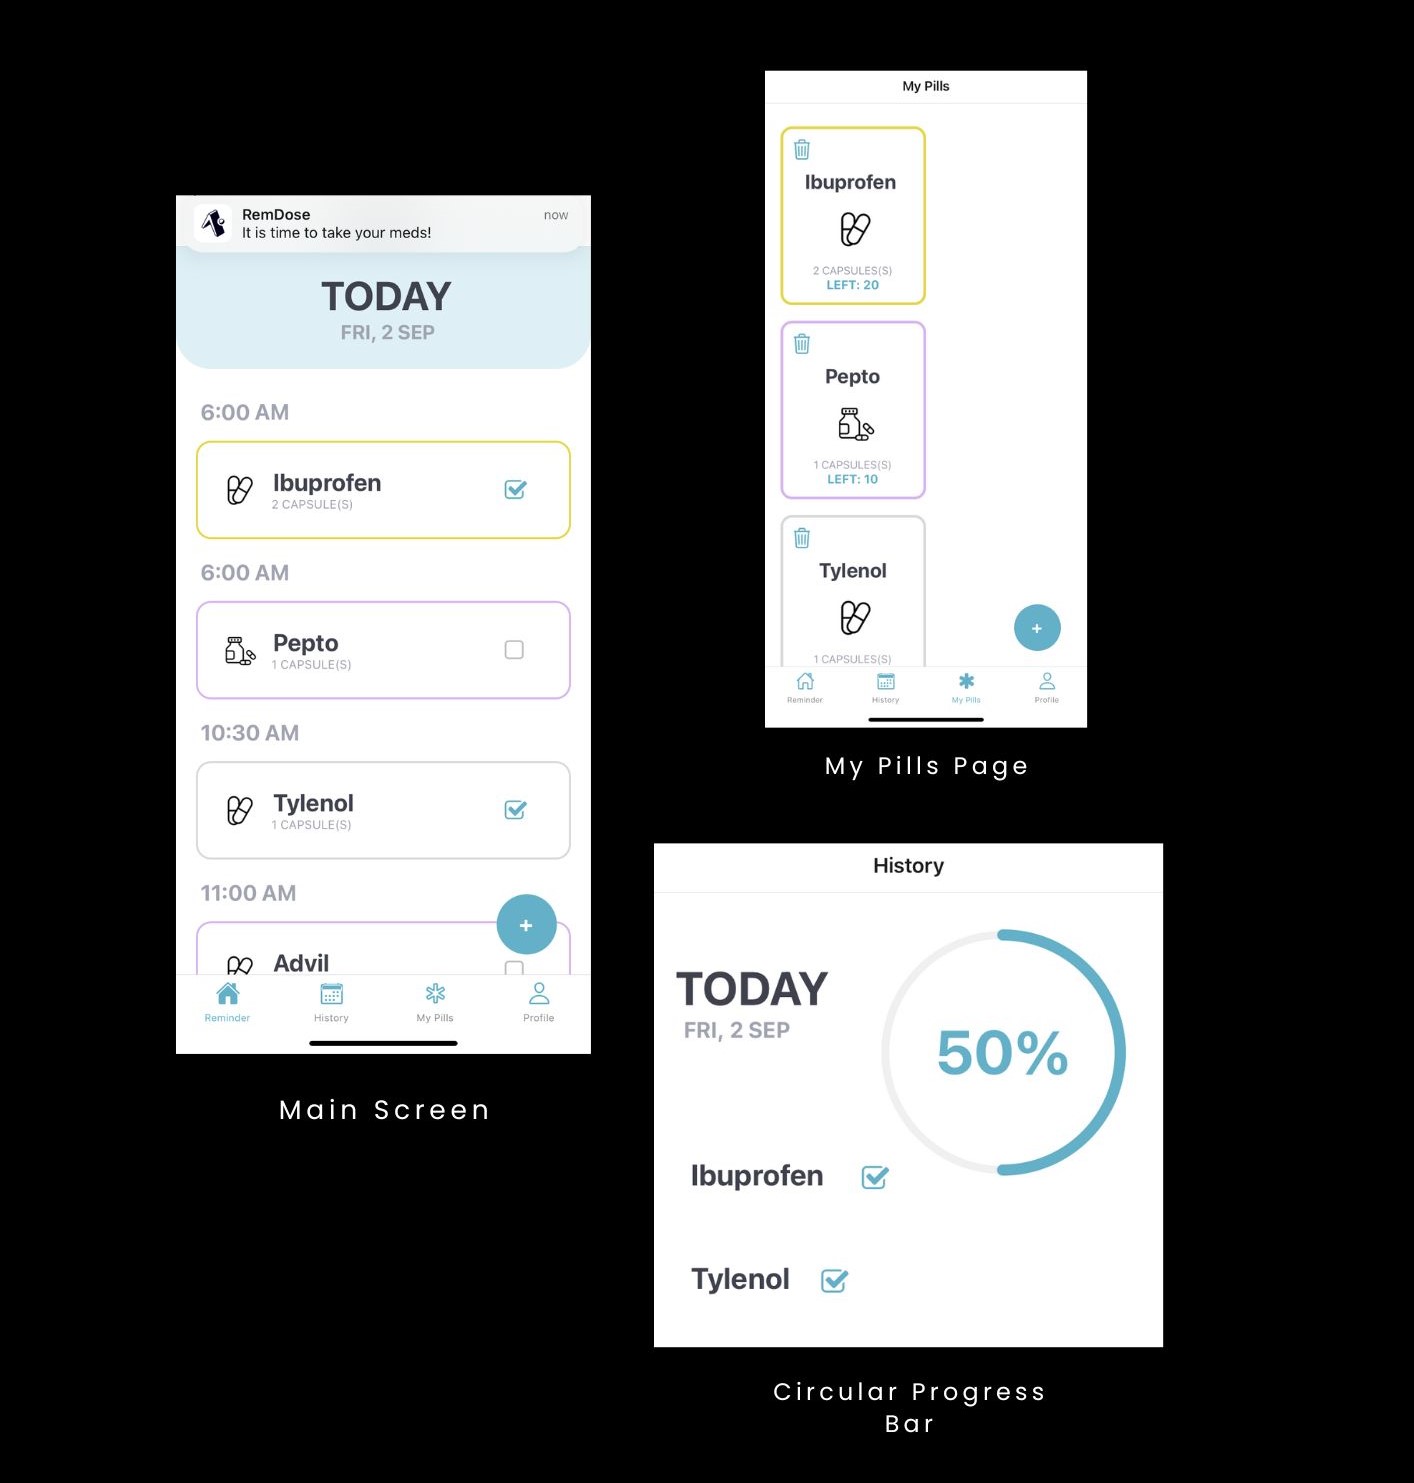 RemDose
now
It is time to take your meds!
TODAY
FRI, 2 SEP
6:00 AM
Ibuprofen
2 CAPSULE(S)
6:00 AM
Pepto
1 CAPSULE(S)
10:30 AM
Tylenol
1 CAPSULE(S)
11:00 AM
+
Advil
Reminder
History
My Pills
Profile
Main Screen
My Pills
Ibuprofen
2 CAPSULES(S)
LEFT: 20
Pepto
1 CAPSULES(S)
LEFT: 10
Tylenol
1 CAPSULES(S)
+
Reminder
History
My Pills
Profile
My Pills Page
History
TODAY
FRI, 2 SEP
50%
Ibuprofen
Tylenol
Circular Progress
Bar